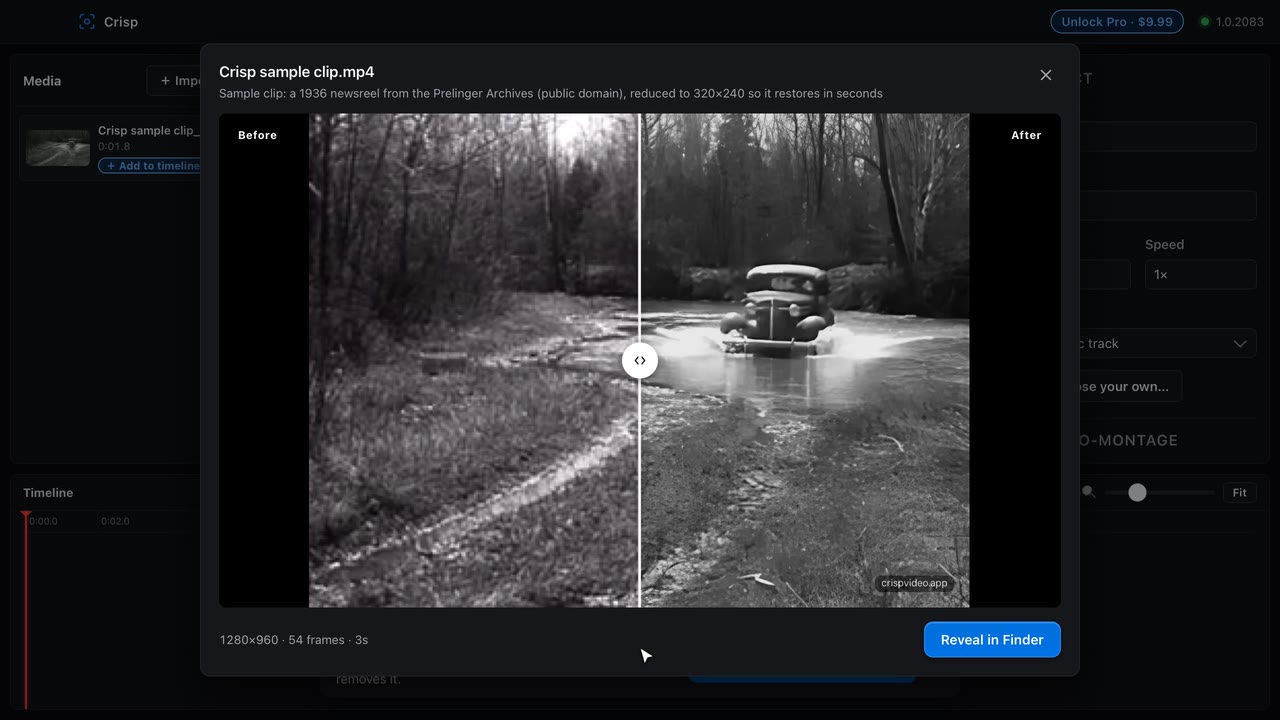 Crisp
Unlock Pro · $9.99
1.0.2083
Media
+ Impo
Crisp sample clip_
0:01.8
+ Add to timeline
Crisp sample clip.mp4
Sample clip: a 1936 newsreel from the Prelinger Archives (public domain), reduced to 320×240 so it restores in seconds
Before
After
crispvideo.app
1280×960 · 54 frames · 3s
Reveal in Finder
CT
Speed
1×
c track
ose your own...
O-MONTAGE
Timeline
Fit
0:00.0
0:02.0
removes it.